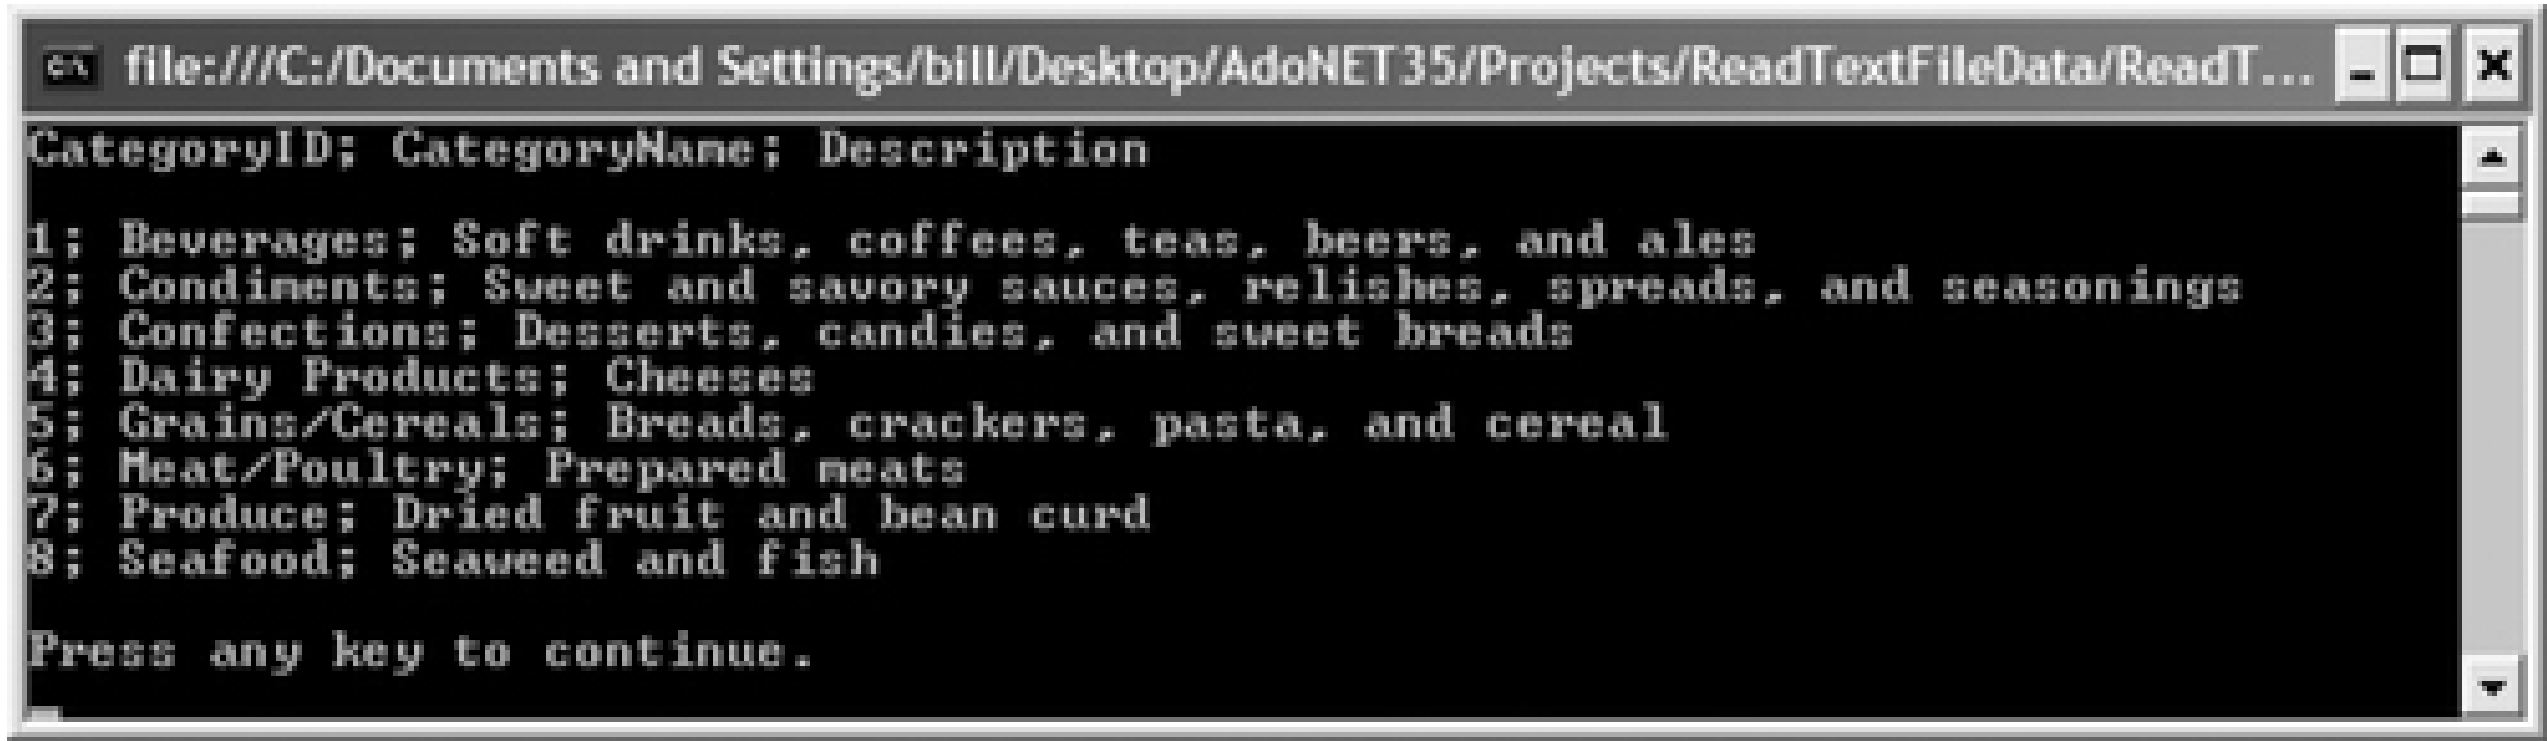 file:///C:/Documents and Settings/bill/Desktop/AdoNET35/Projects/ReadTextFileData/ReadT...
CategoryID; CategoryName; Description
1; Beverages; Soft drinks, coffees, teas, beers, and ales
2; Condiments; Sweet and savory sauces, relishes, spreads, and seasonings
3; Confections; Desserts, candies, and sweet breads
4; Dairy Products; Cheeses
5; Grains/Cereals; Breads, crackers, pasta, and cereal
6; Meat/Poultry; Prepared meats
7; Produce; Dried fruit and bean curd
8; Seafood; Seaweed and fish
Press any key to continue.